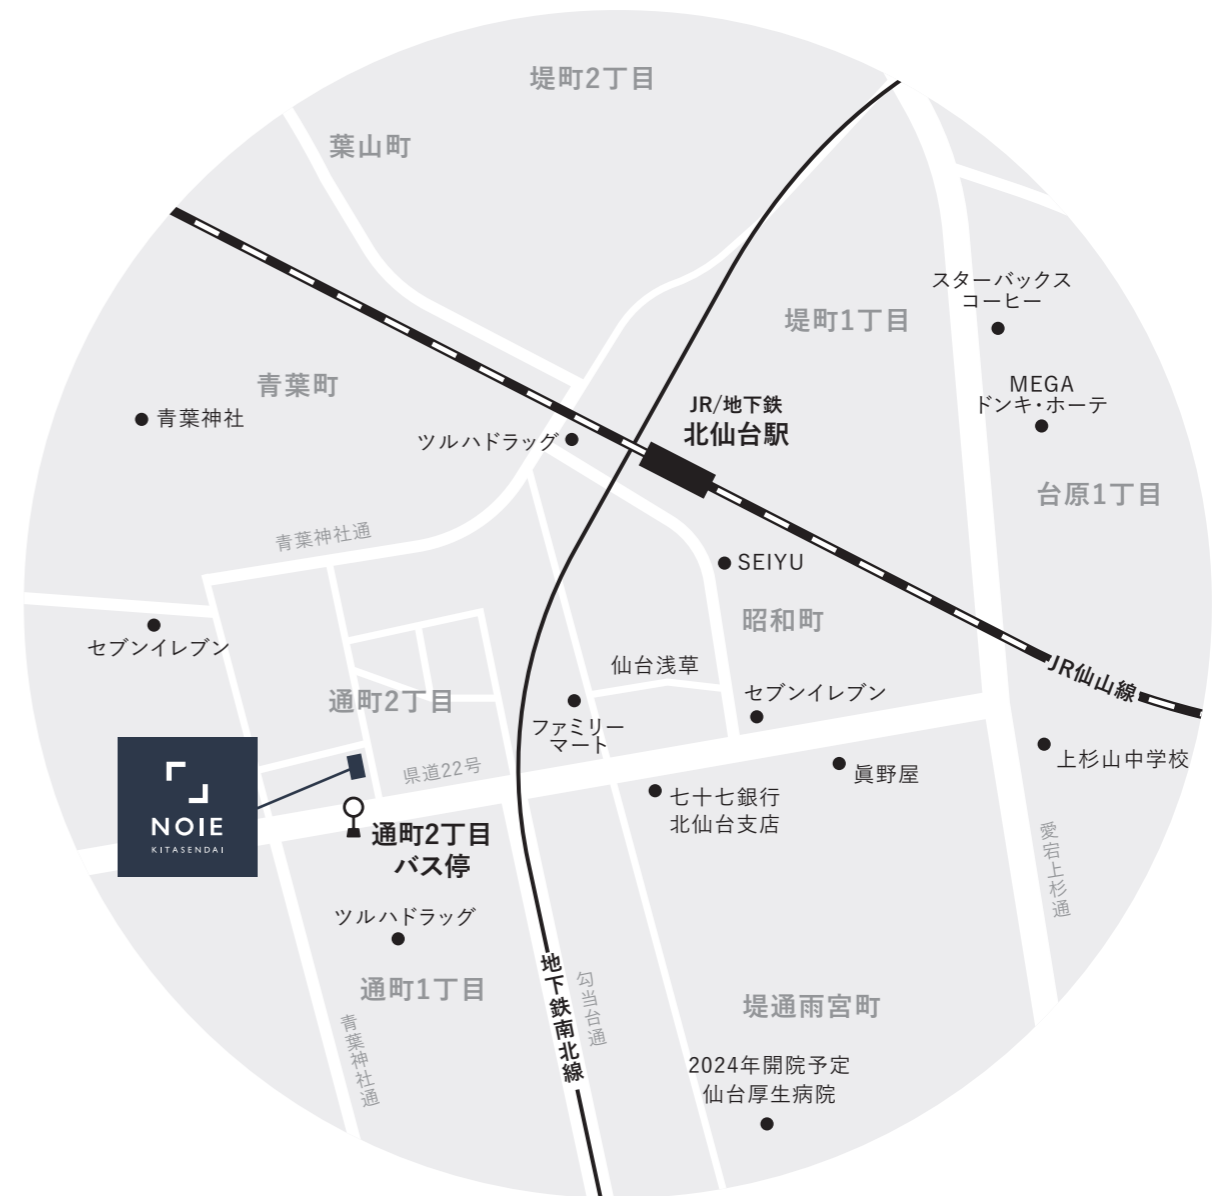 堤町2丁目
葉山町
スターバックス
コーヒー
堤町1丁目
MEGA
ドンキ・ホーテ
青葉町
青葉神社
JR/地下鉄
北仙台駅
ツルハドラッグ
台原1丁目
青葉神社通
SEIYU
昭和町
セブンイレブン
仙台浅草
JR仙山線
通町2丁目
セブンイレブン
ファミリー
マート
県道22号
上杉山中学校
眞野屋
七十七銀行
北仙台支店
NOIE
KITASENDAI
通町2丁目
バス停
愛宕上杉通
ツルハドラッグ
通町1丁目
地下鉄南北線
勾当台通
堤通雨宮町
青葉神社通
2024年開院予定
仙台厚生病院